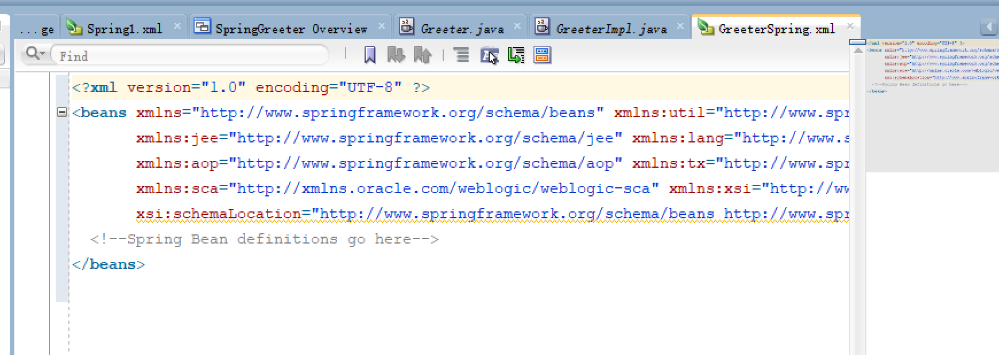 ...ge Spring1.xml SpringGreeter Overview Greeter.java GreeterImpl.java GreeterSpring.xml
Find
<?xml version="1.0" encoding="UTF-8" ?>
<beans xmlns="http://www.springframework.org/schema/beans" xmlns:util="http://www.spr
xmlns:jee="http://www.springframework.org/schema/jee" xmlns:lang="http://www.s
xmlns:aop="http://www.springframework.org/schema/aop" xmlns:tx="http://www.spr
xmlns:sca="http://xmlns.oracle.com/weblogic/weblogic-sca" xmlns:xsi="http://ww
xsi:schemaLocation="http://www.springframework.org/schema/beans http://www.spr
<!--Spring Bean definitions go here-->
</beans>